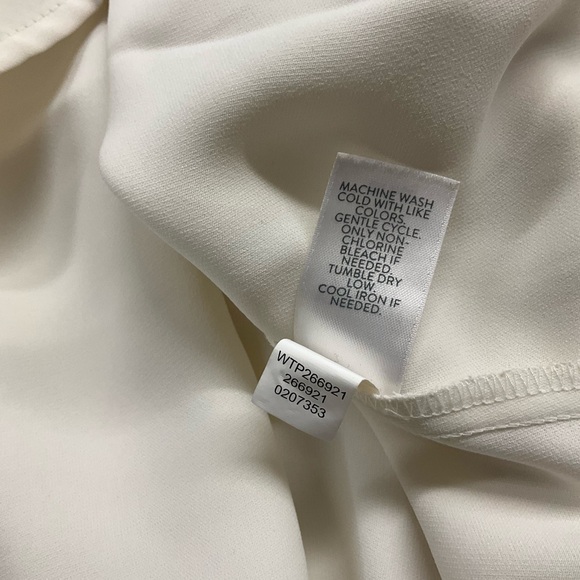 MACHINE WASH
COLD WITH LIKE
COLORS.
GENTLE CYCLE.
ONLY NON-
CHLORINE
BLEACH IF
NEEDED.
TUMBLE DRY
LOW.
COOL IRON IF
NEEDED.
WTP266921
266921
0207353